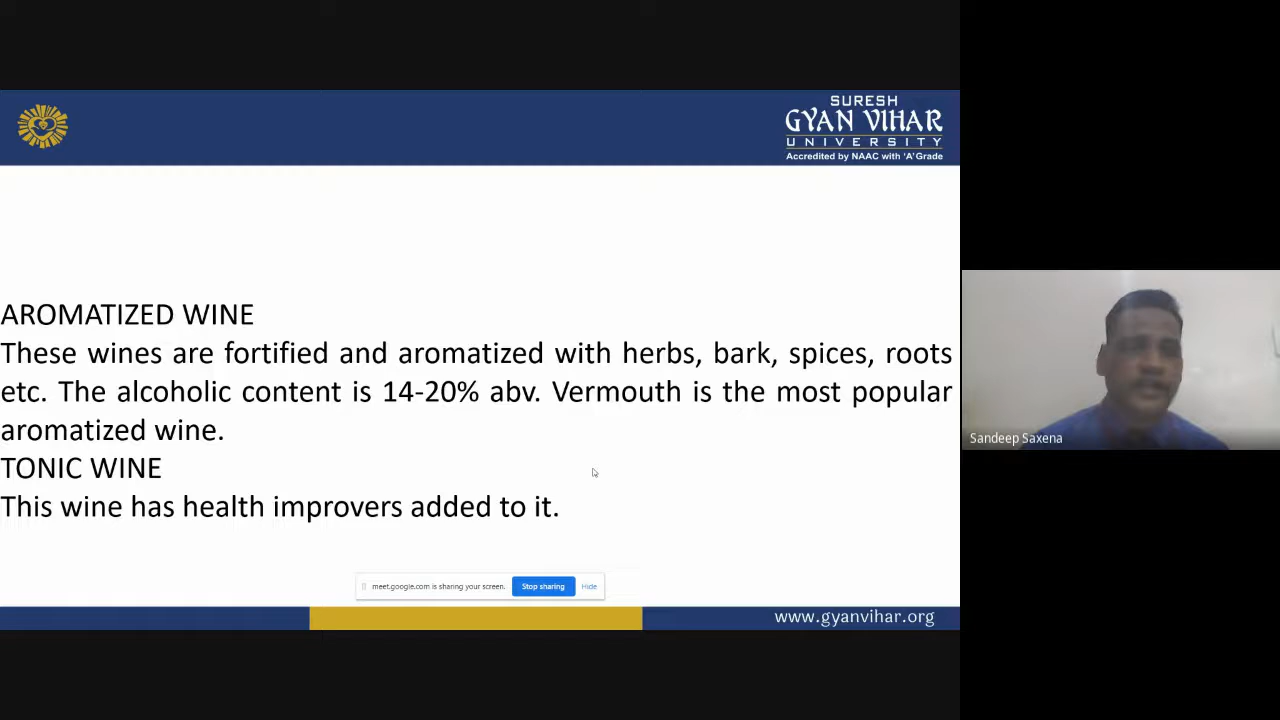 SURESH
GYAN VIHAR
UNIVERSITY
Accredited by NAAC with 'A' Grade
AROMATIZED WINE
These wines are fortified and aromatized with herbs, bark, spices, roots
etc. The alcoholic content is 14-20% abv. Vermouth is the most popular
aromatized wine.
TONIC WINE
This wine has health improvers added to it.
Sandeep Saxena
meet.google.com is sharing your screen. Stop sharing Hide
www.gyanvihar.org